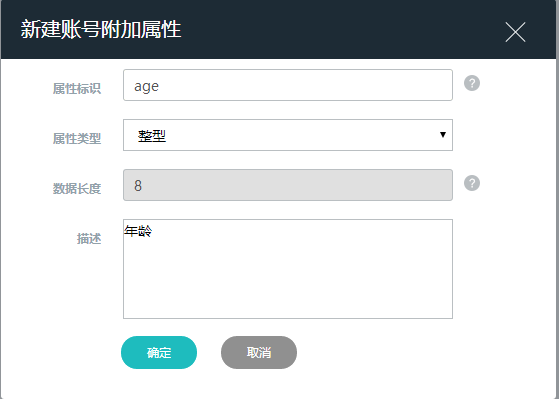 新建账号附加属性
属性标识 age ?
属性类型 整型
数据长度 8 ?
描述 年龄
确定 取消